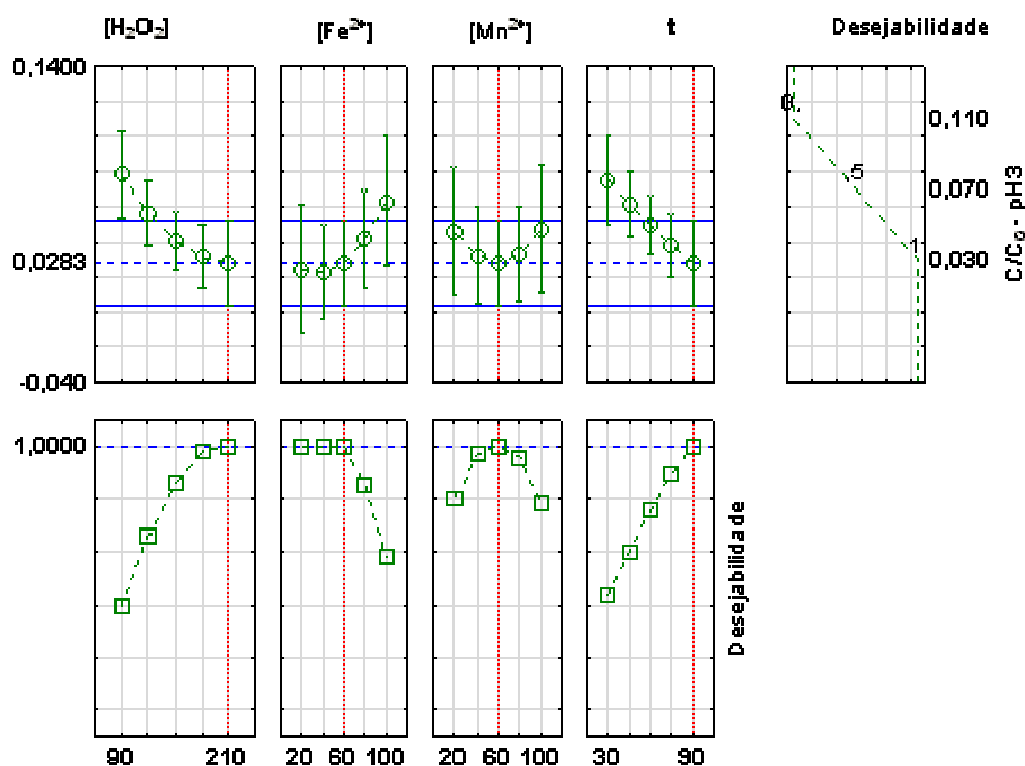 [H₂O₂] [Fe²⁺] [Mn²⁺] t Desejabilidade
0,1400
0,0283
-0,040
0,
,5
1,
0,110
0,070
0,030
C/C₀ - pH3
1,0000
Desejabilidade
90 210 20 60 100 20 60 100 30 90